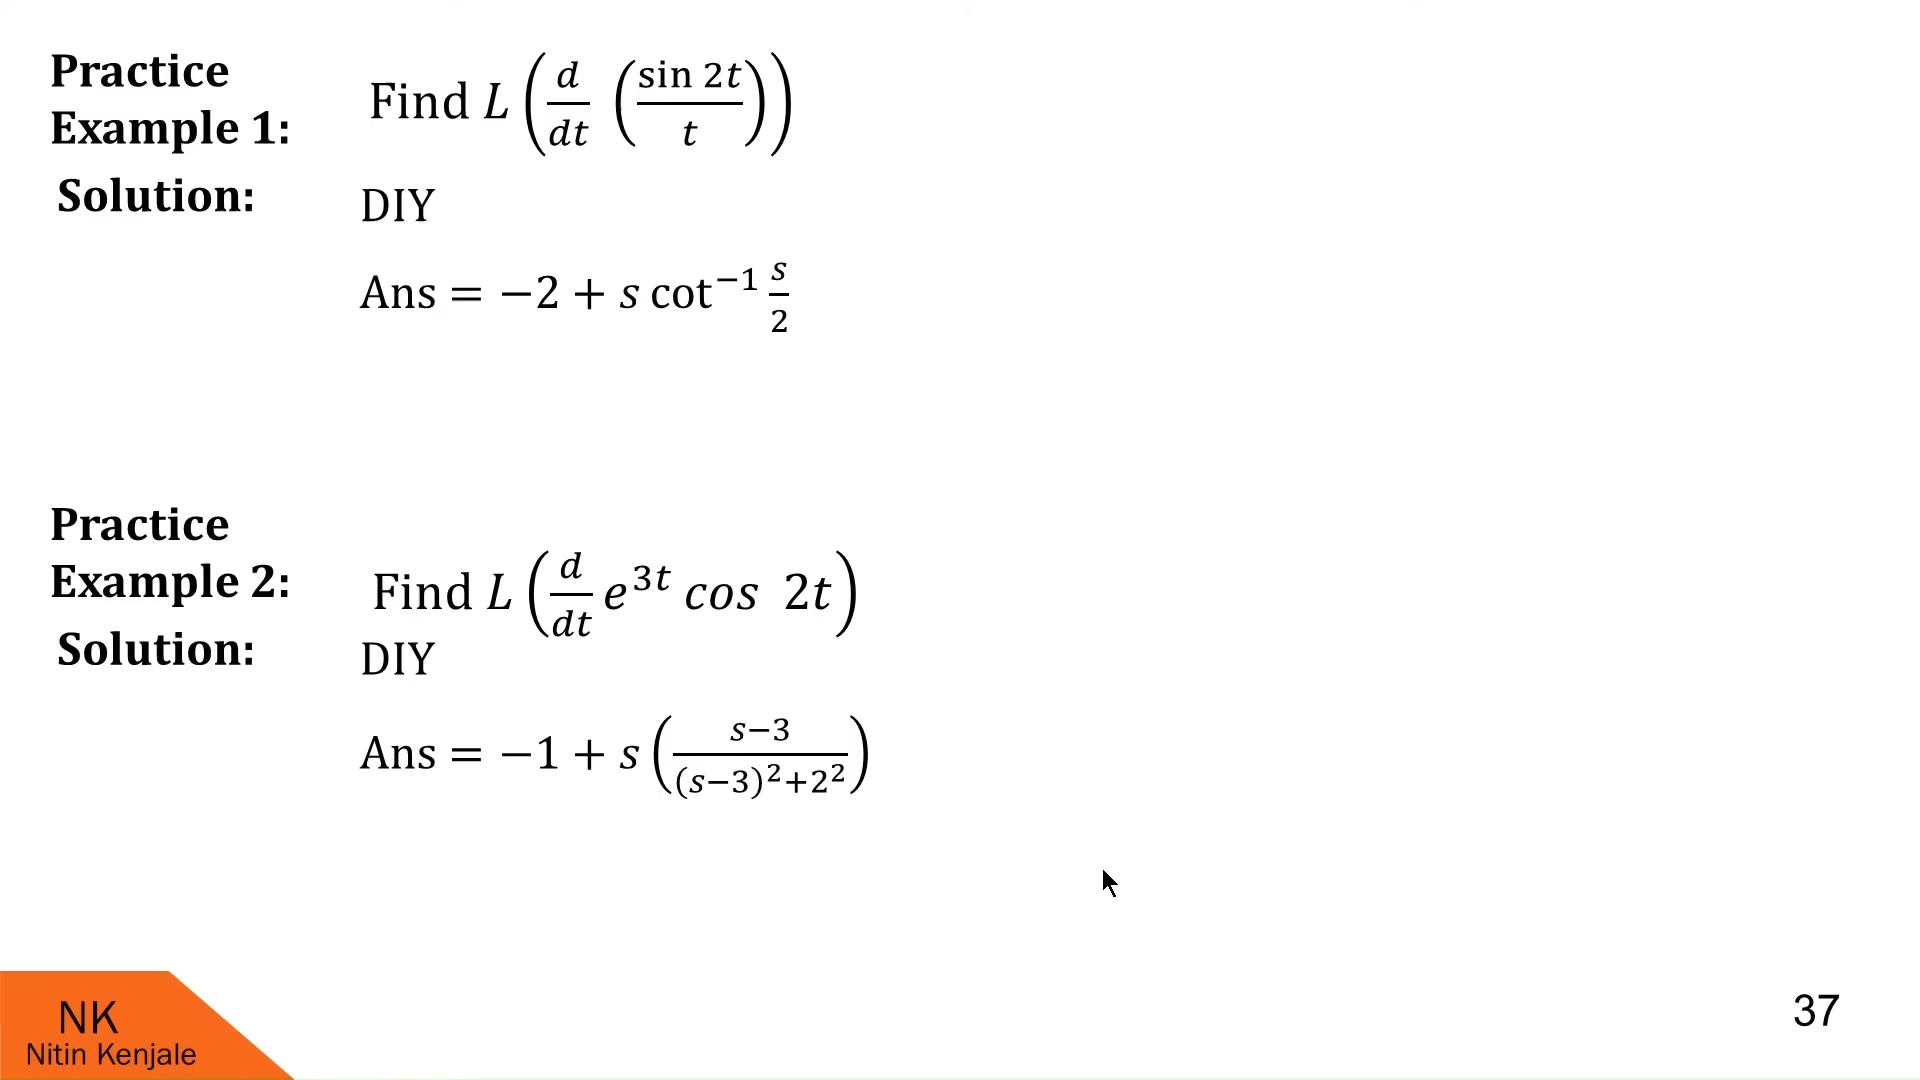 Practice
Example 1: Find L(d/dt (sin 2t/t))
Solution: DIY
Ans = −2 + s cot⁻¹ s/2
Practice
Example 2: Find L(d/dt e³ᵗ cos 2t)
Solution: DIY
Ans = −1 + s((s−3)/((s−3)²+2²))
NK
Nitin Kenjale
37